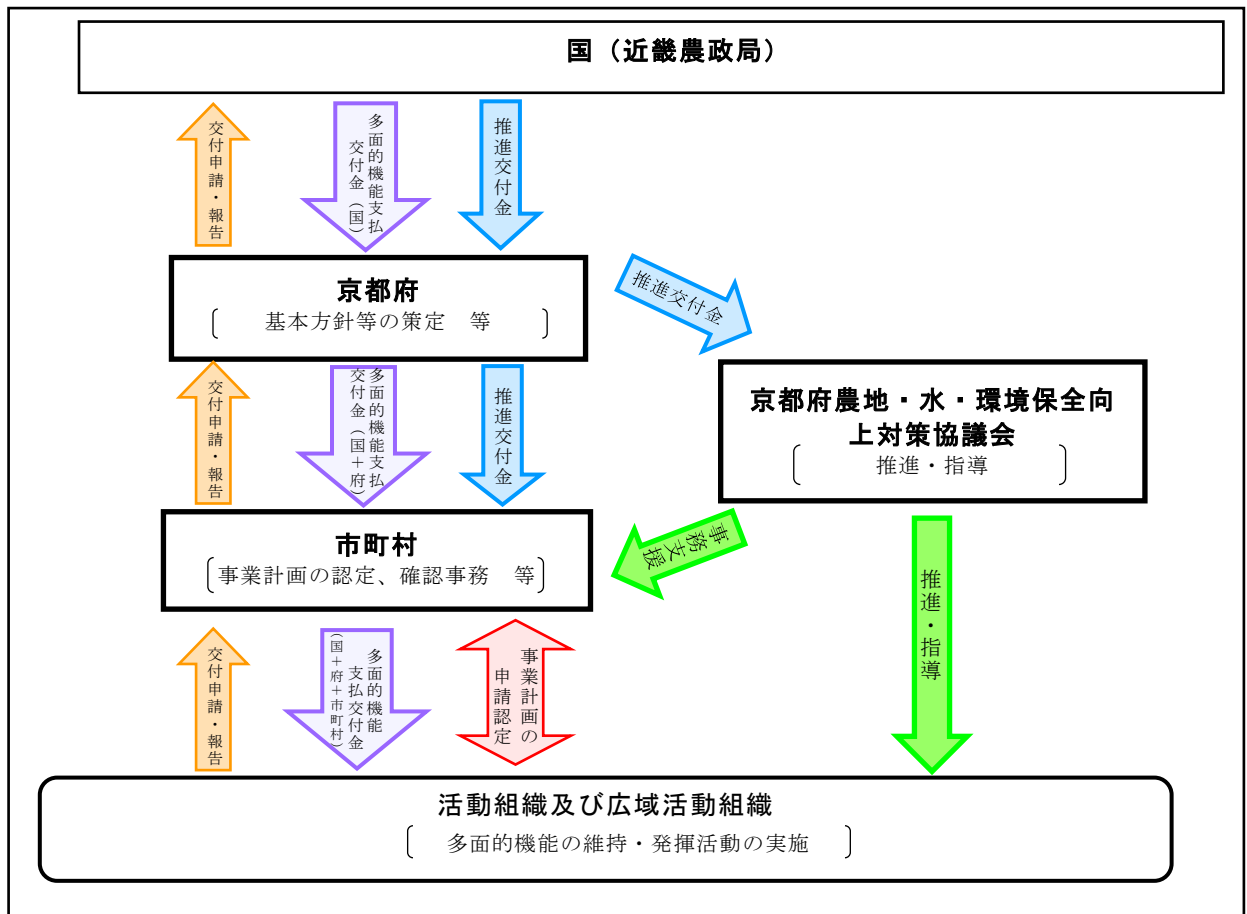 国（近畿農政局）
交付申請・報告
多面的機能支払
交付金（国）
推進交付金
京都府
〔 基本方針等の策定　等 〕
推進交付金
交付申請・報告
多面的機能支払
交付金（国＋府）
推進交付金
京都府農地・水・環境保全向
上対策協議会
〔 推進・指導 〕
市町村
〔事業計画の認定、確認事務　等〕
事務
支援
推進・指導
交付申請・報告
多面的機能
支払交付金
（国＋府＋市町村）
事業計画の
申請認定
活動組織及び広域活動組織
〔 多面的機能の維持・発揮活動の実施 〕